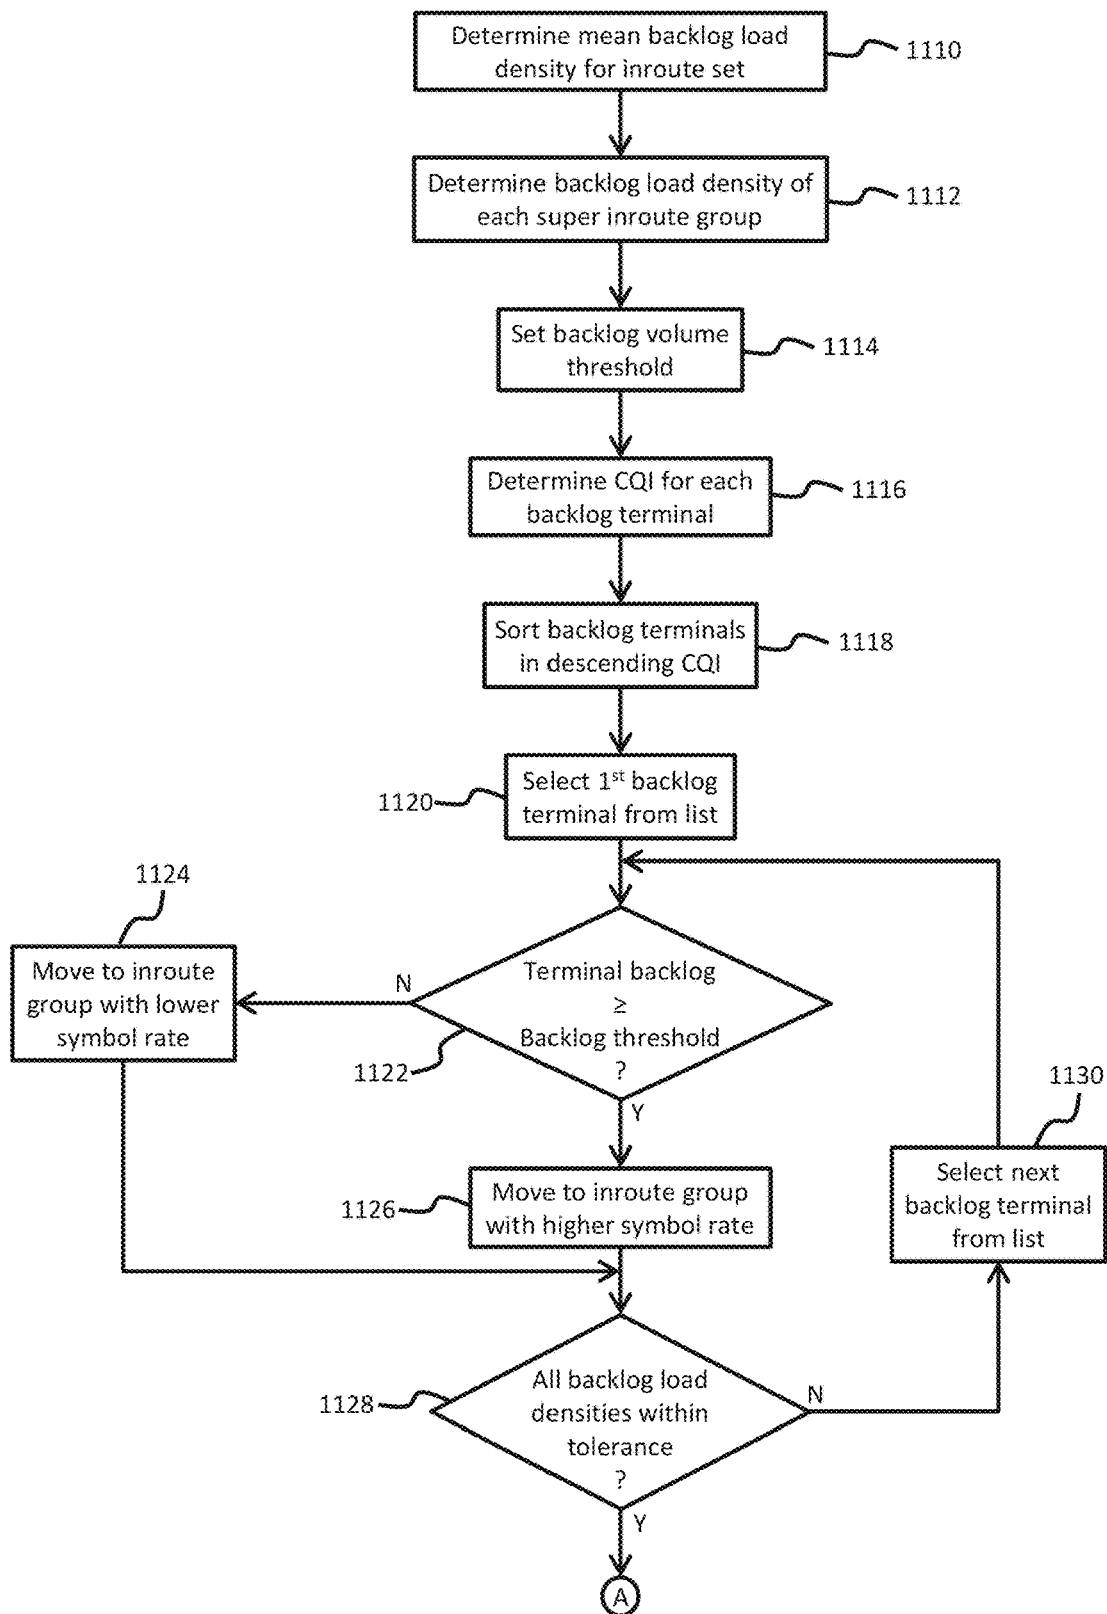 Determine mean backlog load
density for inroute set
1110
Determine backlog load density of
each super inroute group
1112
Set backlog volume
threshold
1114
Determine CQI for each
backlog terminal
1116
Sort backlog terminals
in descending CQI
1118
Select 1st backlog
terminal from list
1120
1124
Move to inroute
group with lower
symbol rate
N
Terminal backlog
≥
Backlog threshold
?
1122
Y
1130
Select next
backlog terminal
from list
1126
Move to inroute group
with higher symbol rate
1128
All backlog load
densities within
tolerance
?
N
Y
A